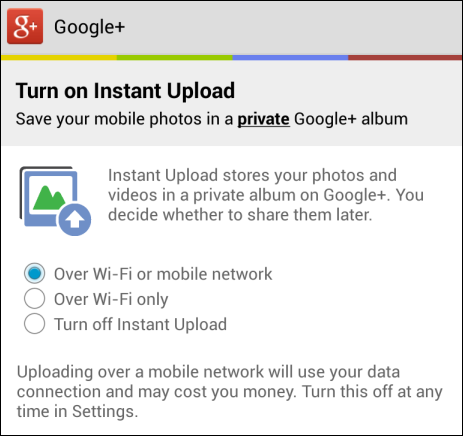 g+ Google+
Turn on Instant Upload
Save your mobile photos in a private Google+ album
Instant Upload stores your photos and
videos in a private album on Google+. You
decide whether to share them later.
Over Wi-Fi or mobile network
Over Wi-Fi only
Turn off Instant Upload
Uploading over a mobile network will use your data
connection and may cost you money. Turn this off at any
time in Settings.